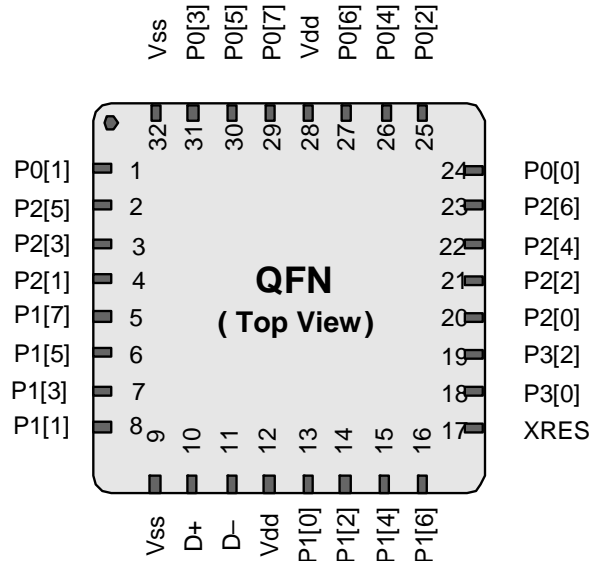 Vss P0[3] P0[5] P0[7] Vdd P0[6] P0[4] P0[2]
32 31 30 29 28 27 26 25
P0[1] 1 24 P0[0]
P2[5] 2 23 P2[6]
P2[3] 3 22 P2[4]
P2[1] 4 QFN 21 P2[2]
P1[7] 5 ( Top View) 20 P2[0]
P1[5] 6 19 P3[2]
P1[3] 7 18 P3[0]
P1[1] 8 17 XRES
9 10 11 12 13 14 15 16
Vss D+ D– Vdd P1[0] P1[2] P1[4] P1[6]